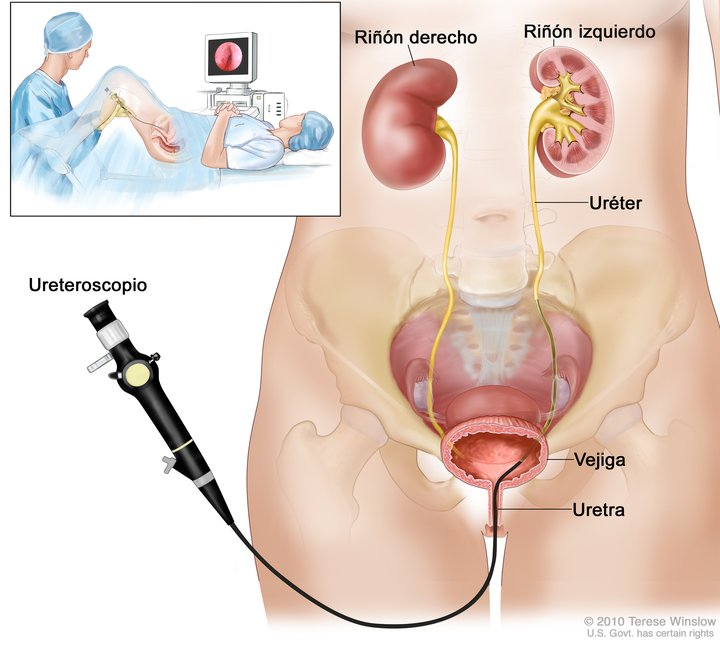 Riñón derecho
Riñón izquierdo
Uréter
Ureteroscopio
Vejiga
Uretra
© 2010 Terese Winslow
U.S. Govt. has certain rights